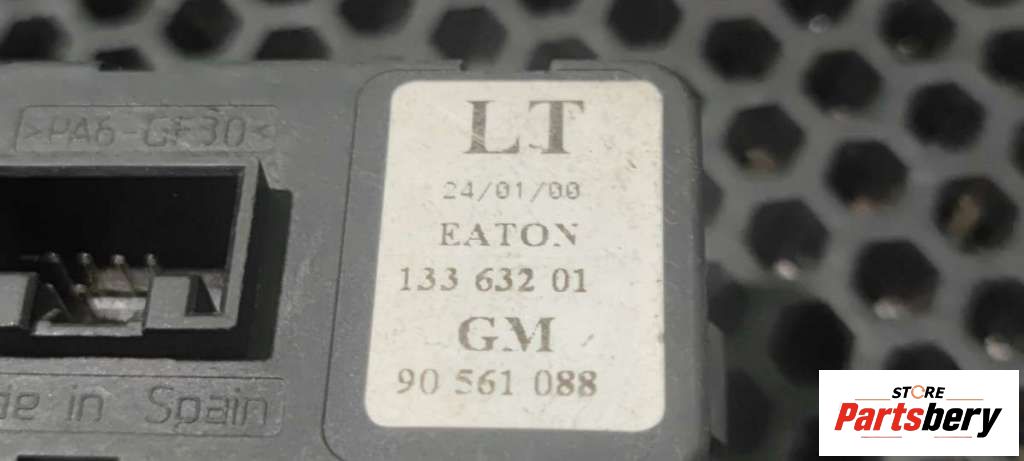 >PA6-GF30<
LT
24/01/00
EATON
133 632 01
GM
90 561 088
de in Spain
STORE
Partsbery